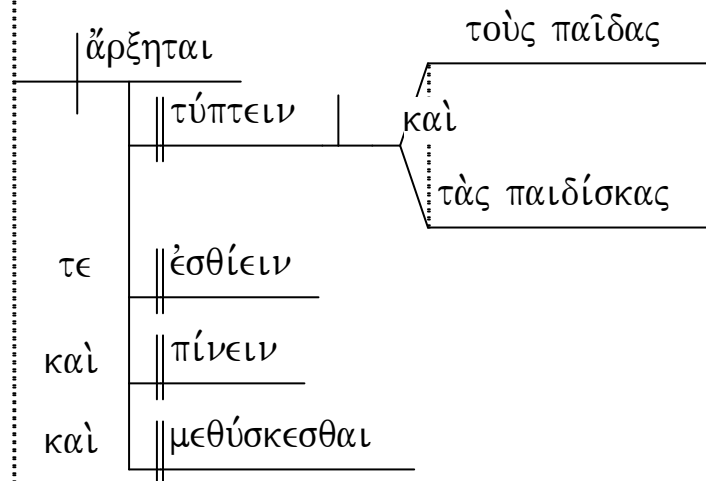 τοὺς παῖδας
ἄρξηται
τύπτειν
καὶ
τὰς παιδίσκας
τε ἐσθίειν
καὶ πίνειν
καὶ μεθύσκεσθαι